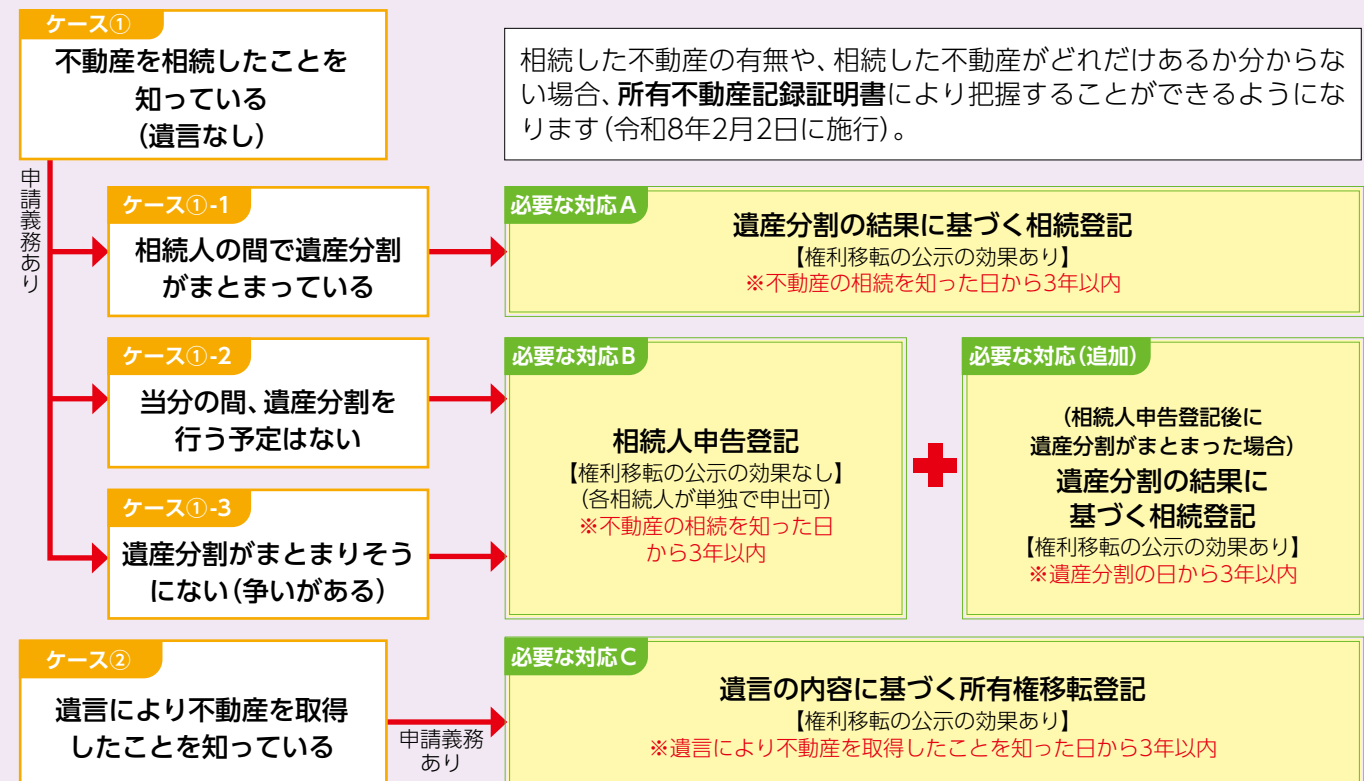 ケース①
不動産を相続したことを
知っている
(遺言なし)
相続した不動産の有無や、相続した不動産がどれだけあるか分からな
い場合、所有不動産記録証明書により把握することができるようにな
ります(令和8年2月2日に施行)。
申請義務あり
ケース①-1
相続人の間で遺産分割
がまとまっている
必要な対応A
遺産分割の結果に基づく相続登記
【権利移転の公示の効果あり】
※不動産の相続を知った日から3年以内
ケース①-2
当分の間、遺産分割を
行う予定はない
ケース①-3
遺産分割がまとまりそう
にない(争いがある)
必要な対応B
相続人申告登記
【権利移転の公示の効果なし】
(各相続人が単独で申出可)
※不動産の相続を知った日
から3年以内
必要な対応(追加)
(相続人申告登記後に
遺産分割がまとまった場合)
遺産分割の結果に
基づく相続登記
【権利移転の公示の効果あり】
※遺産分割の日から3年以内
ケース②
遺言により不動産を取得
したことを知っている
申請義務
あり
必要な対応C
遺言の内容に基づく所有権移転登記
【権利移転の公示の効果あり】
※遺言により不動産を取得したことを知った日から3年以内